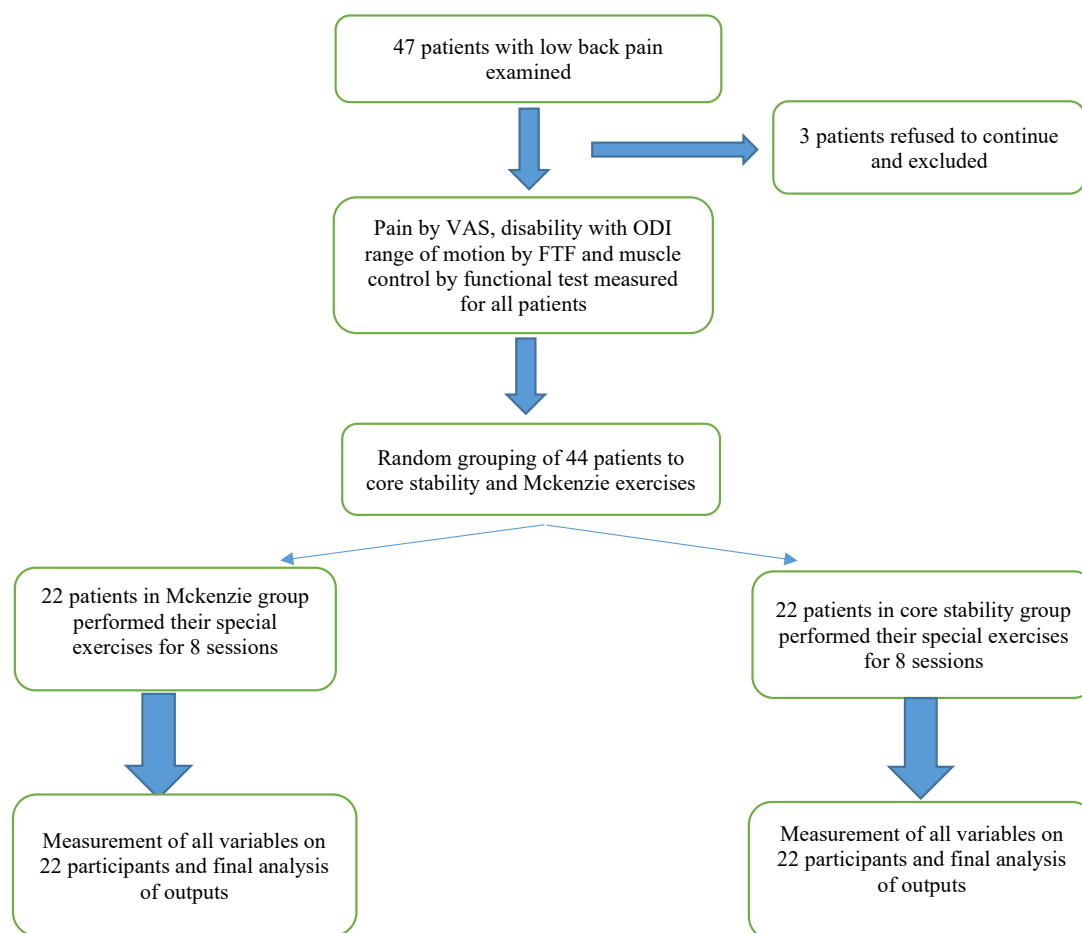 47 patients with low back pain
examined
3 patients refused to continue
and excluded
Pain by VAS, disability with ODI
range of motion by FTF and muscle
control by functional test measured
for all patients
Random grouping of 44 patients to
core stability and Mckenzie exercises
22 patients in Mckenzie group
performed their special
exercises for 8 sessions
22 patients in core stability group
performed their special exercises
for 8 sessions
Measurement of all variables on
22 participants and final analysis
of outputs
Measurement of all variables on
22 participants and final analysis
of outputs